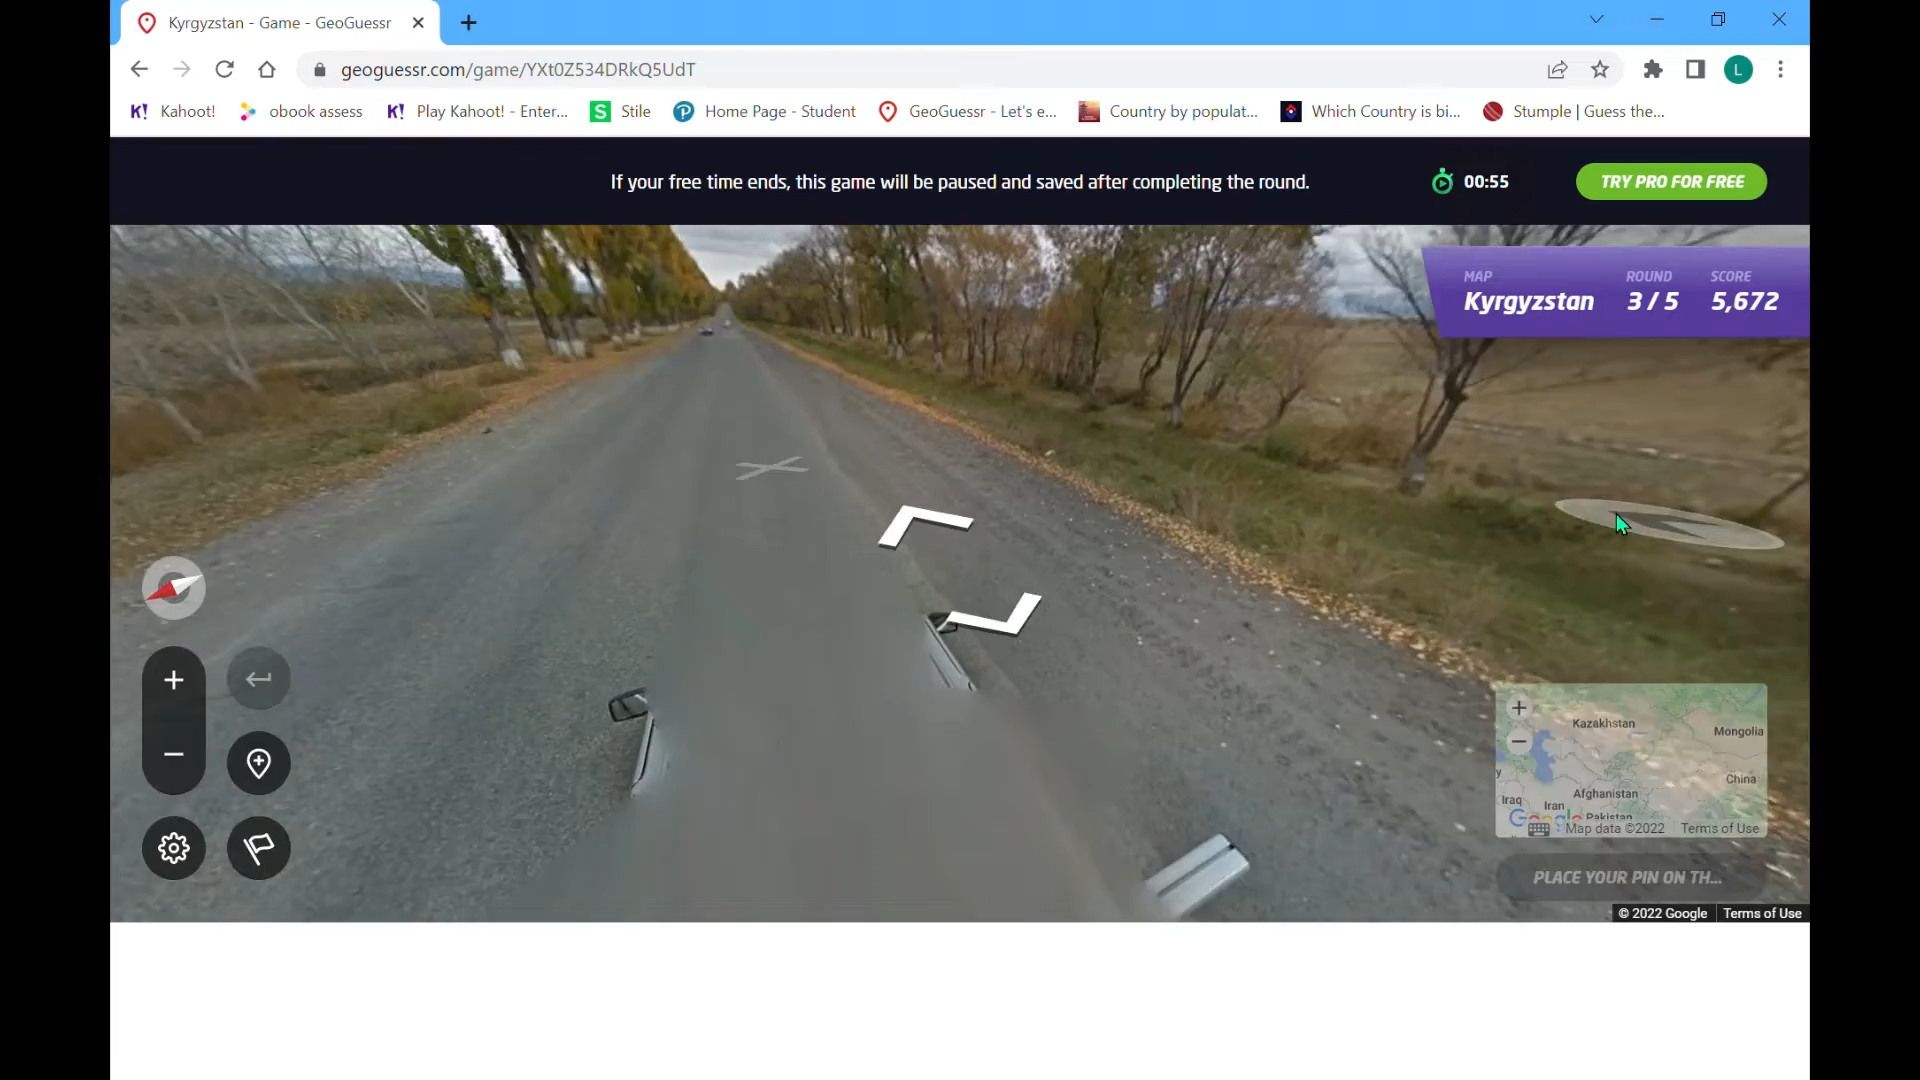 Kyrgyzstan - Game - GeoGuessr
geoguessr.com/game/YXt0Z534DRkQ5UdT
L
K! Kahoot!
obook assess
K! Play Kahoot! - Enter...
S Stile
P Home Page - Student
GeoGuessr - Let's e...
Country by populat...
Which Country is bi...
Stumple | Guess the...
If your free time ends, this game will be paused and saved after completing the round.
00:55
TRY PRO FOR FREE
MAP ROUND SCORE
Kyrgyzstan 3 / 5 5,672
Kazakhstan
Mongolia
y
China
Afghanistan
Iraq
Iran
Pakistan
Google
Map data ©2022 Terms of Use
PLACE YOUR PIN ON TH...
© 2022 Google Terms of Use